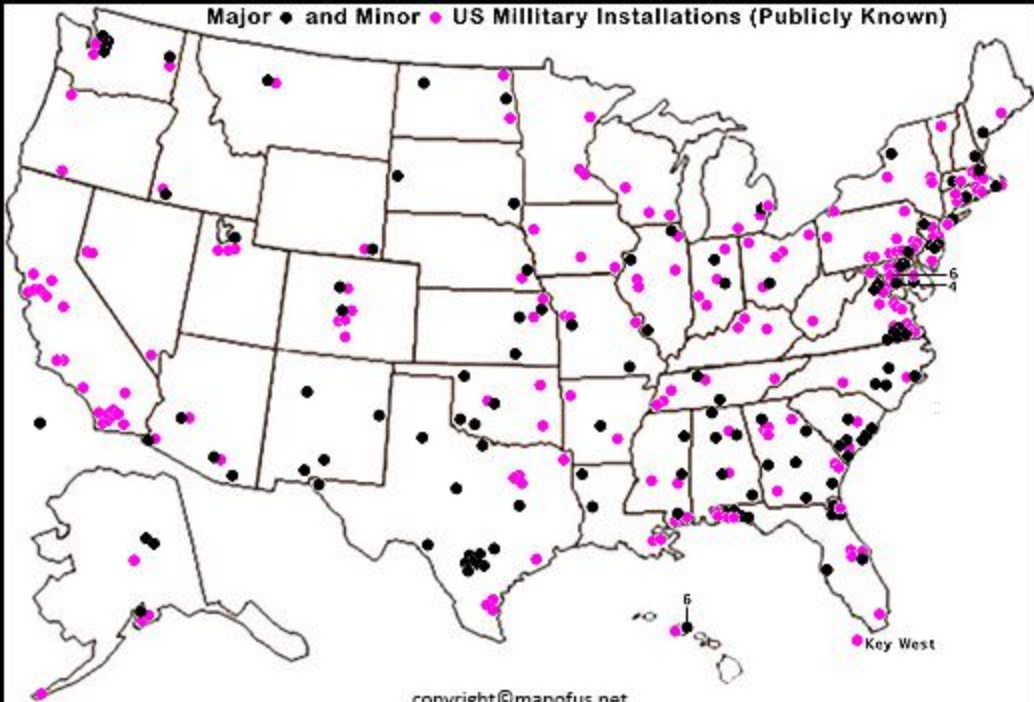 Major ● and Minor ● US Millitary Installations (Publicly Known)
6
4
6
Key West
copyright©mapofus.net